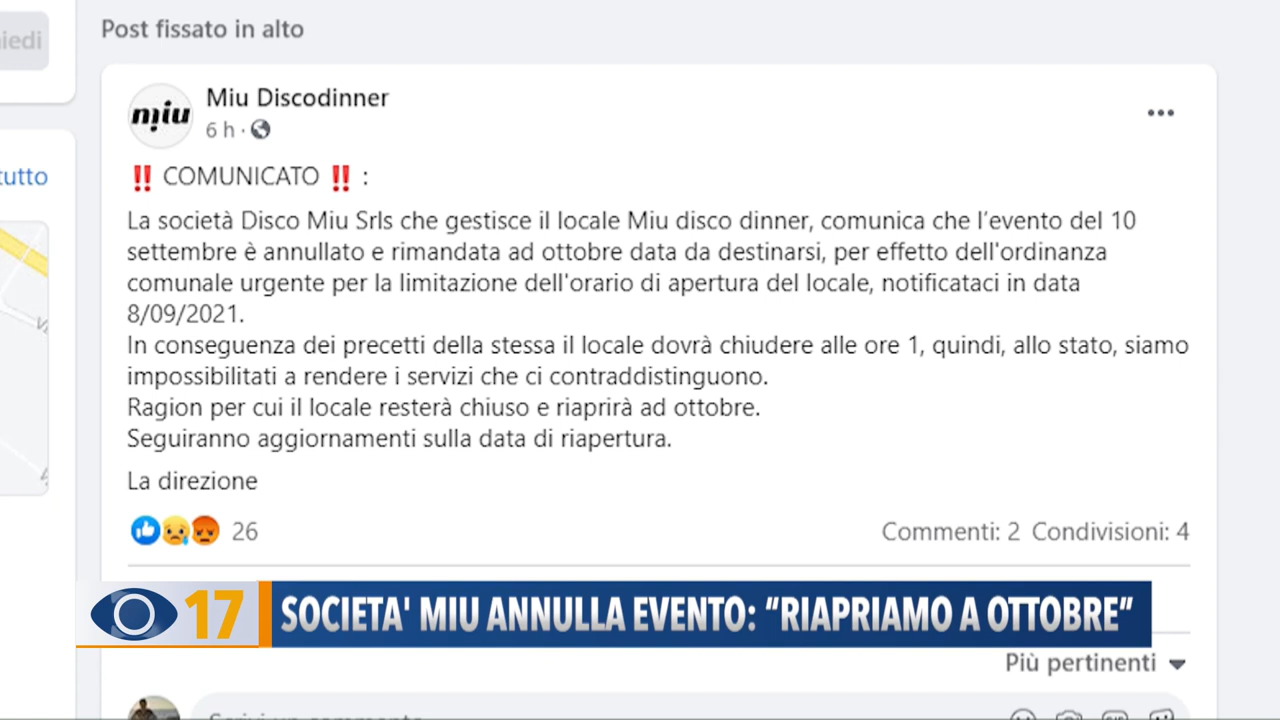 Post fissato in alto
iedi
miu
Miu Discodinner
6 h ·
tutto
‼ COMUNICATO ‼ :
La società Disco Miu Srls che gestisce il locale Miu disco dinner, comunica che l’evento del 10
settembre è annullato e rimandata ad ottobre data da destinarsi, per effetto dell'ordinanza
comunale urgente per la limitazione dell'orario di apertura del locale, notificataci in data
8/09/2021.
In conseguenza dei precetti della stessa il locale dovrà chiudere alle ore 1, quindi, allo stato, siamo
impossibilitati a rendere i servizi che ci contraddistinguono.
Ragion per cui il locale resterà chiuso e riaprirà ad ottobre.
Seguiranno aggiornamenti sulla data di riapertura.
La direzione
26 Commenti: 2 Condivisioni: 4
17 SOCIETA' MIU ANNULLA EVENTO: “RIAPRIAMO A OTTOBRE”
Più pertinenti
Scrivi un commento